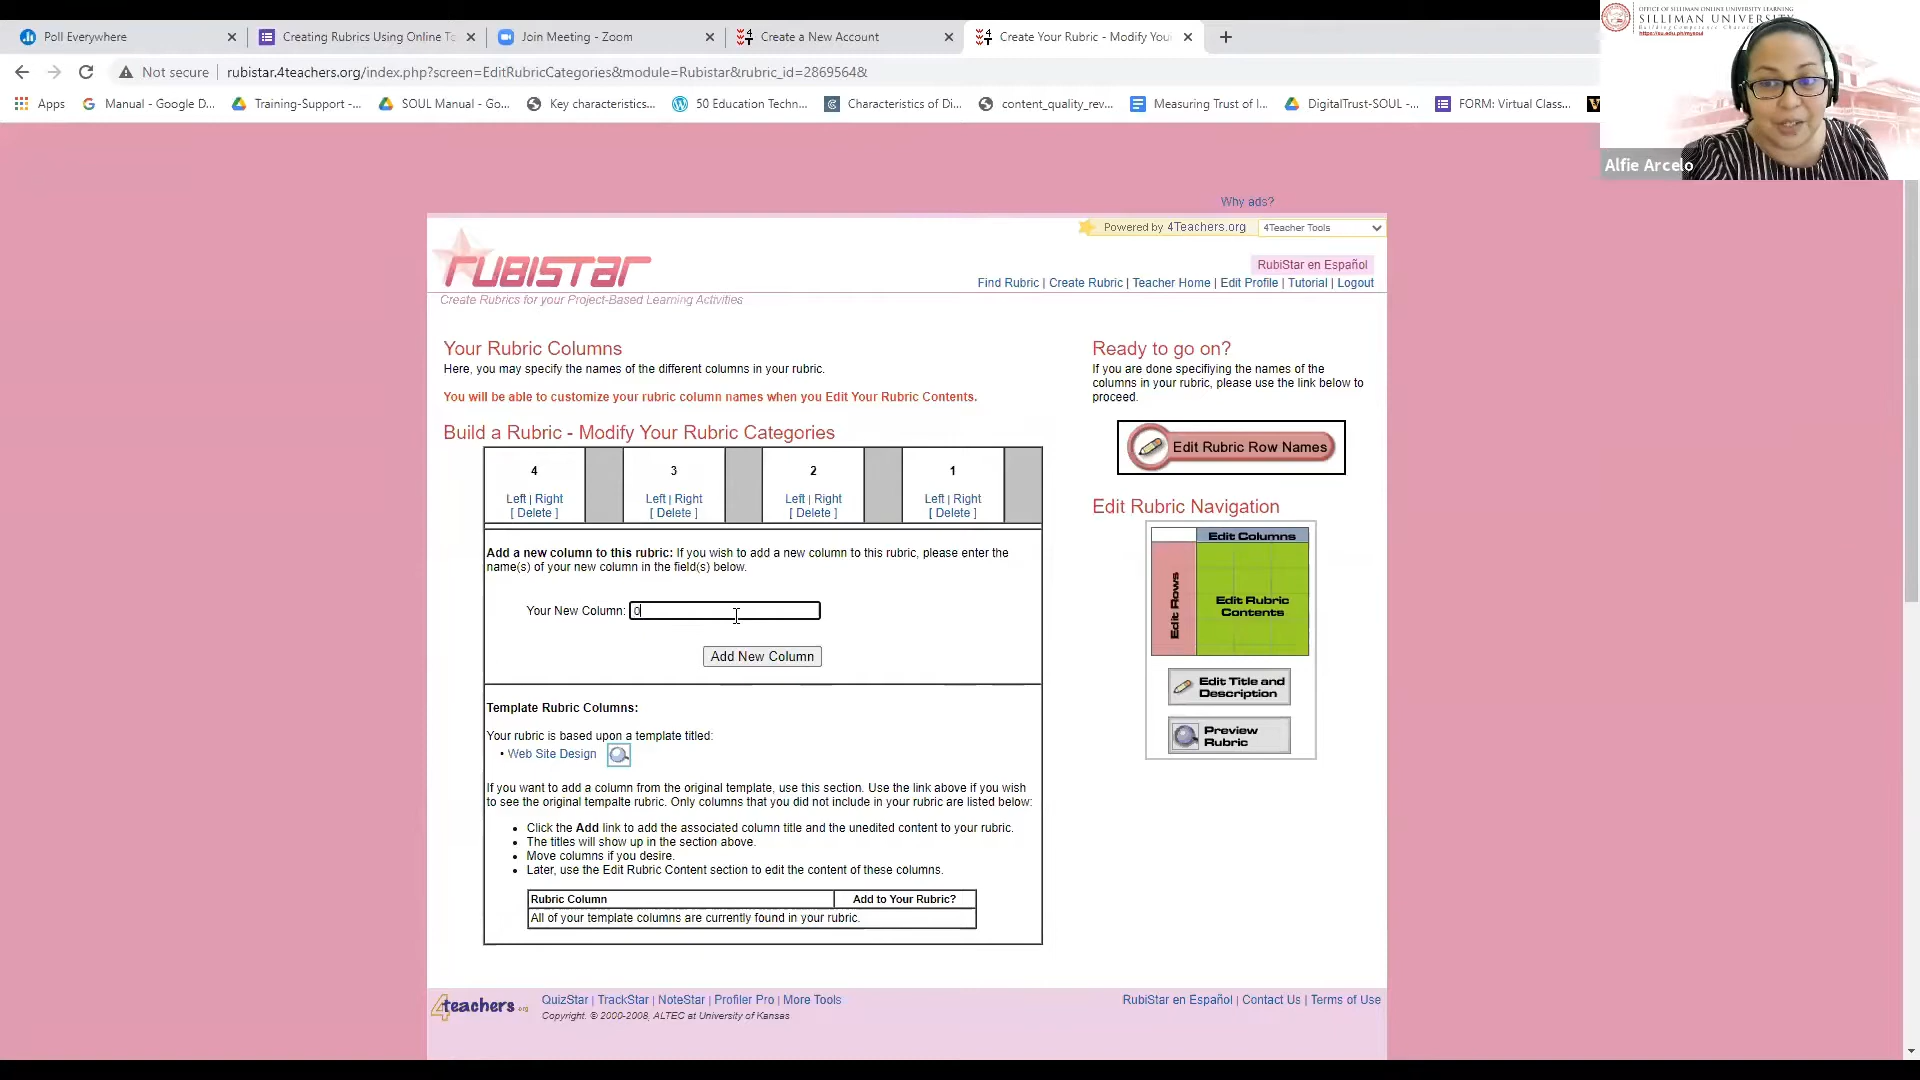 Poll Everywhere
Creating Rubrics Using Online To
Join Meeting - Zoom
Create a New Account
Create Your Rubric - Modify You
Not secure
rubistar.4teachers.org/index.php?screen=EditRubricCategories&module=Rubistar&rubric_id=2869564&
Apps
Manual - Google D...
Training-Support -...
SOUL Manual - Go...
Key characteristics...
50 Education Techn...
Characteristics of Di...
content_quality_rev...
Measuring Trust of I...
DigitalTrust-SOUL -...
FORM: Virtual Class...
OFFICE OF SILLIMAN ONLINE UNIVERSITY LEARNING
SILLIMAN UNIVERSITY
https://su.edu.ph/mysoul
Alfie Arcelo
Why ads?
Powered by 4Teachers.org
4Teacher Tools
RUBISTAR
Create Rubrics for your Project-Based Learning Activities
RubiStar en Español
Find Rubric | Create Rubric | Teacher Home | Edit Profile | Tutorial | Logout
Your Rubric Columns
Here, you may specify the names of the different columns in your rubric.
You will be able to customize your rubric column names when you Edit Your Rubric Contents.
Build a Rubric - Modify Your Rubric Categories
4 3 2 1
Left | Right Left | Right Left | Right Left | Right
[ Delete ] [ Delete ] [ Delete ] [ Delete ]
Add a new column to this rubric: If you wish to add a new column to this rubric, please enter the
name(s) of your new column in the field(s) below.
Your New Column: 0
Add New Column
Template Rubric Columns:
Your rubric is based upon a template titled:
• Web Site Design
If you want to add a column from the original template, use this section. Use the link above if you wish
to see the original tempalte rubric. Only columns that you did not include in your rubric are listed below:
• Click the Add link to add the associated column title and the unedited content to your rubric.
• The titles will show up in the section above.
• Move columns if you desire.
• Later, use the Edit Rubric Content section to edit the content of these columns.
Rubric Column Add to Your Rubric?
All of your template columns are currently found in your rubric.
Ready to go on?
If you are done specifiying the names of the
columns in your rubric, please use the link below to
proceed.
Edit Rubric Row Names
Edit Rubric Navigation
Edit Columns
Edit Rows
Edit Rubric
Contents
Edit Title and
Description
Preview
Rubric
4teachers.org
QuizStar | TrackStar | NoteStar | Profiler Pro | More Tools
Copyright. © 2000-2008, ALTEC at University of Kansas
RubiStar en Español | Contact Us | Terms of Use